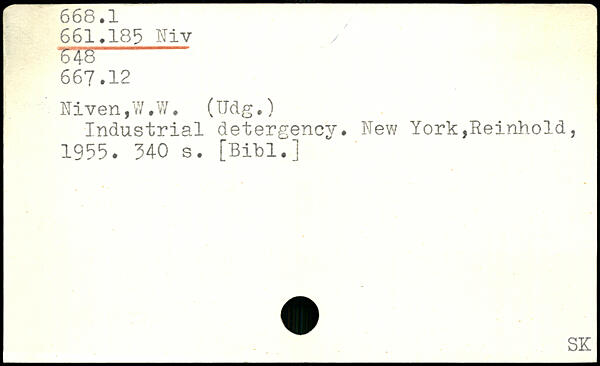 668.1
661.185 Niv
648
667.12
Niven,W.W. (Udg.)
Industrial detergency. New York,Reinhold,
1955. 340 s. [Bibl.]
SK